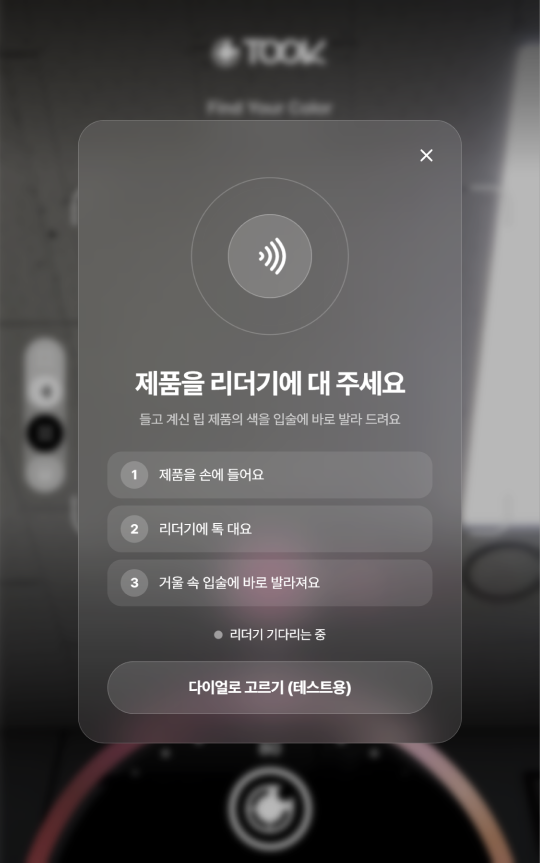 TOOK
Find Your Color
제품을 리더기에 대 주세요
들고 계신 립 제품의 색을 입술에 바로 발라 드려요
1 제품을 손에 들어요
2 리더기에 톡 대요
3 거울 속 입술에 바로 발라져요
리더기 기다리는 중
다이얼로 고르기 (테스트용)